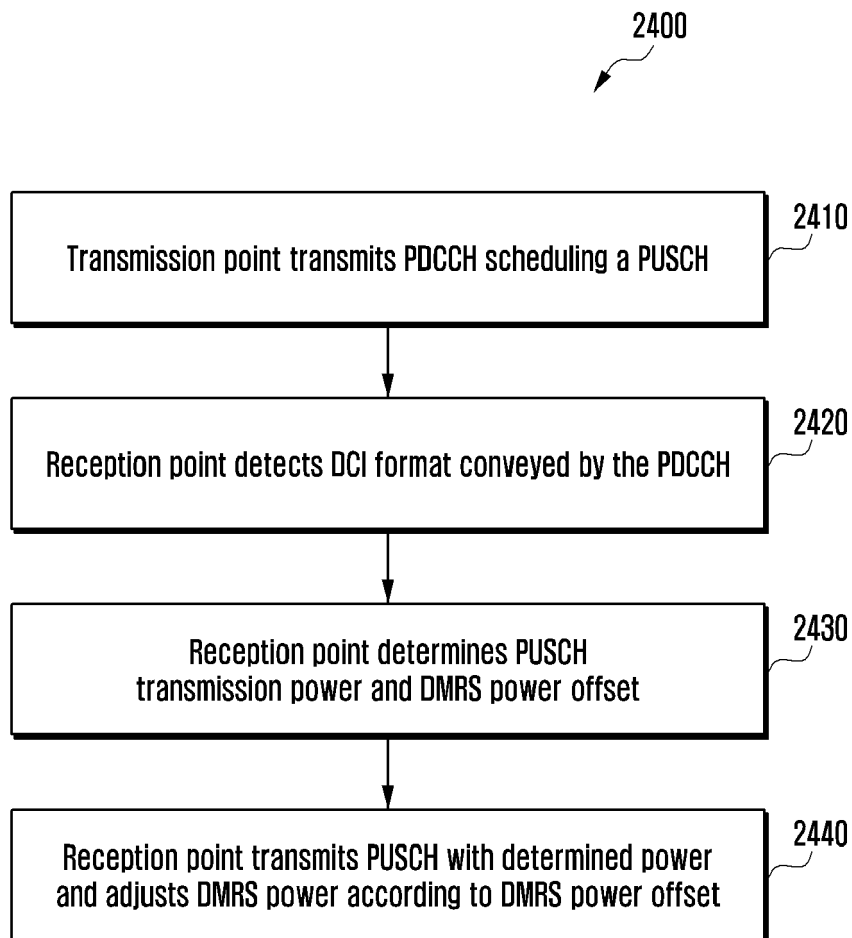 2400
2410
Transmission point transmits PDCCH scheduling a PUSCH
2420
Reception point detects DCI format conveyed by the PDCCH
2430
Reception point determines PUSCH
transmission power and DMRS power offset
2440
Reception point transmits PUSCH with determined power
and adjusts DMRS power according to DMRS power offset